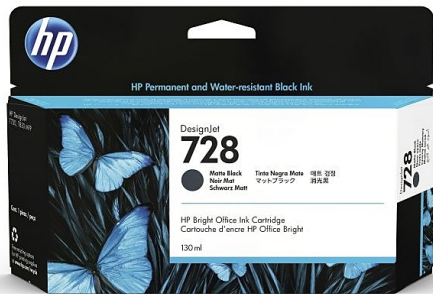 hp
HP Permanent and Water-resistant Black Ink
DesignJet
728
Matte Black
Noir Mat
Schwarz Matt
Tinta Negra Mate
マットブラック
매트 검정
消光黑
HP Bright Office Ink Cartridge
Cartouche d'encre HP Office Bright
130 ml
DesignJet
728